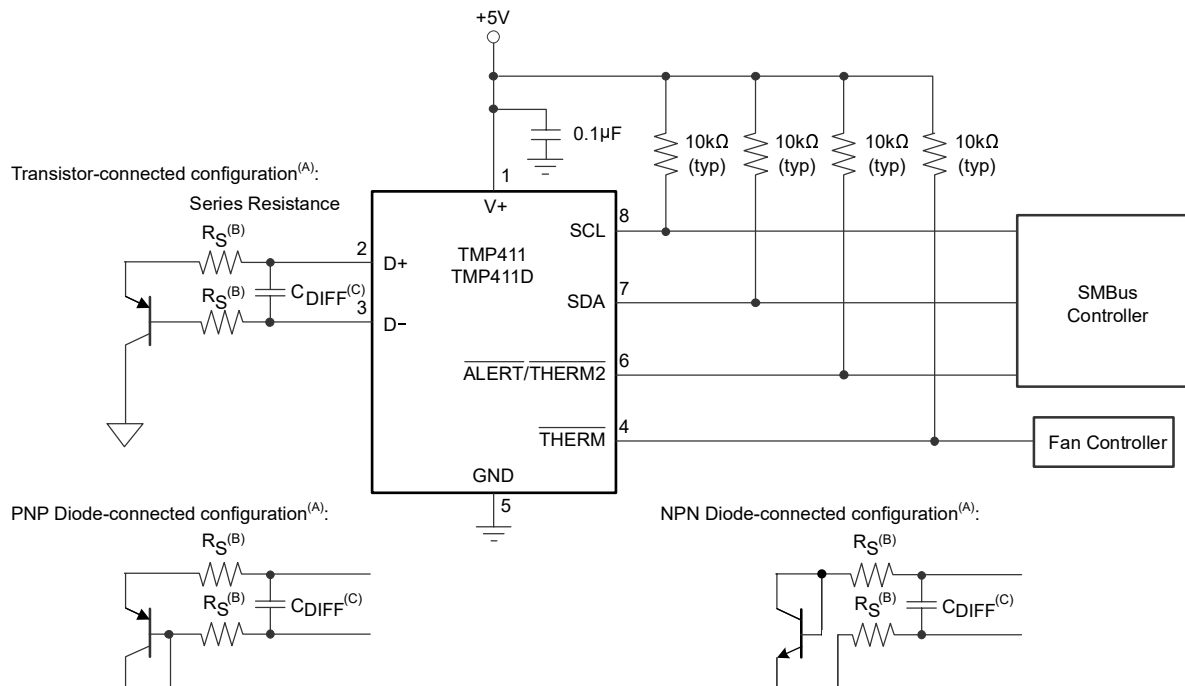 +5V
0.1µF
10kΩ
(typ)
10kΩ
(typ)
10kΩ
(typ)
10kΩ
(typ)
Transistor-connected configuration(A):
Series Resistance
RS(B)
RS(B)
CDIFF(C)
1
V+
2
D+
3
D−
TMP411
TMP411D
SCL
8
SDA
7
ALERT/THERM2
6
THERM
4
GND
5
SMBus
Controller
Fan Controller
PNP Diode-connected configuration(A):
RS(B)
RS(B)
CDIFF(C)
NPN Diode-connected configuration(A):
RS(B)
RS(B)
CDIFF(C)